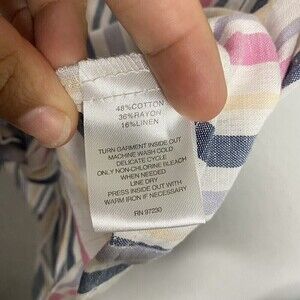 48%COTTON
36%RAYON
16%LINEN
TURN GARMENT INSIDE OUT
MACHINE WASH COLD
DELICATE CYCLE
ONLY NON-CHLORINE BLEACH
WHEN NEEDED
LINE DRY
PRESS INSIDE OUT WITH
WARM IRON IF NECESSARY
RN 97230